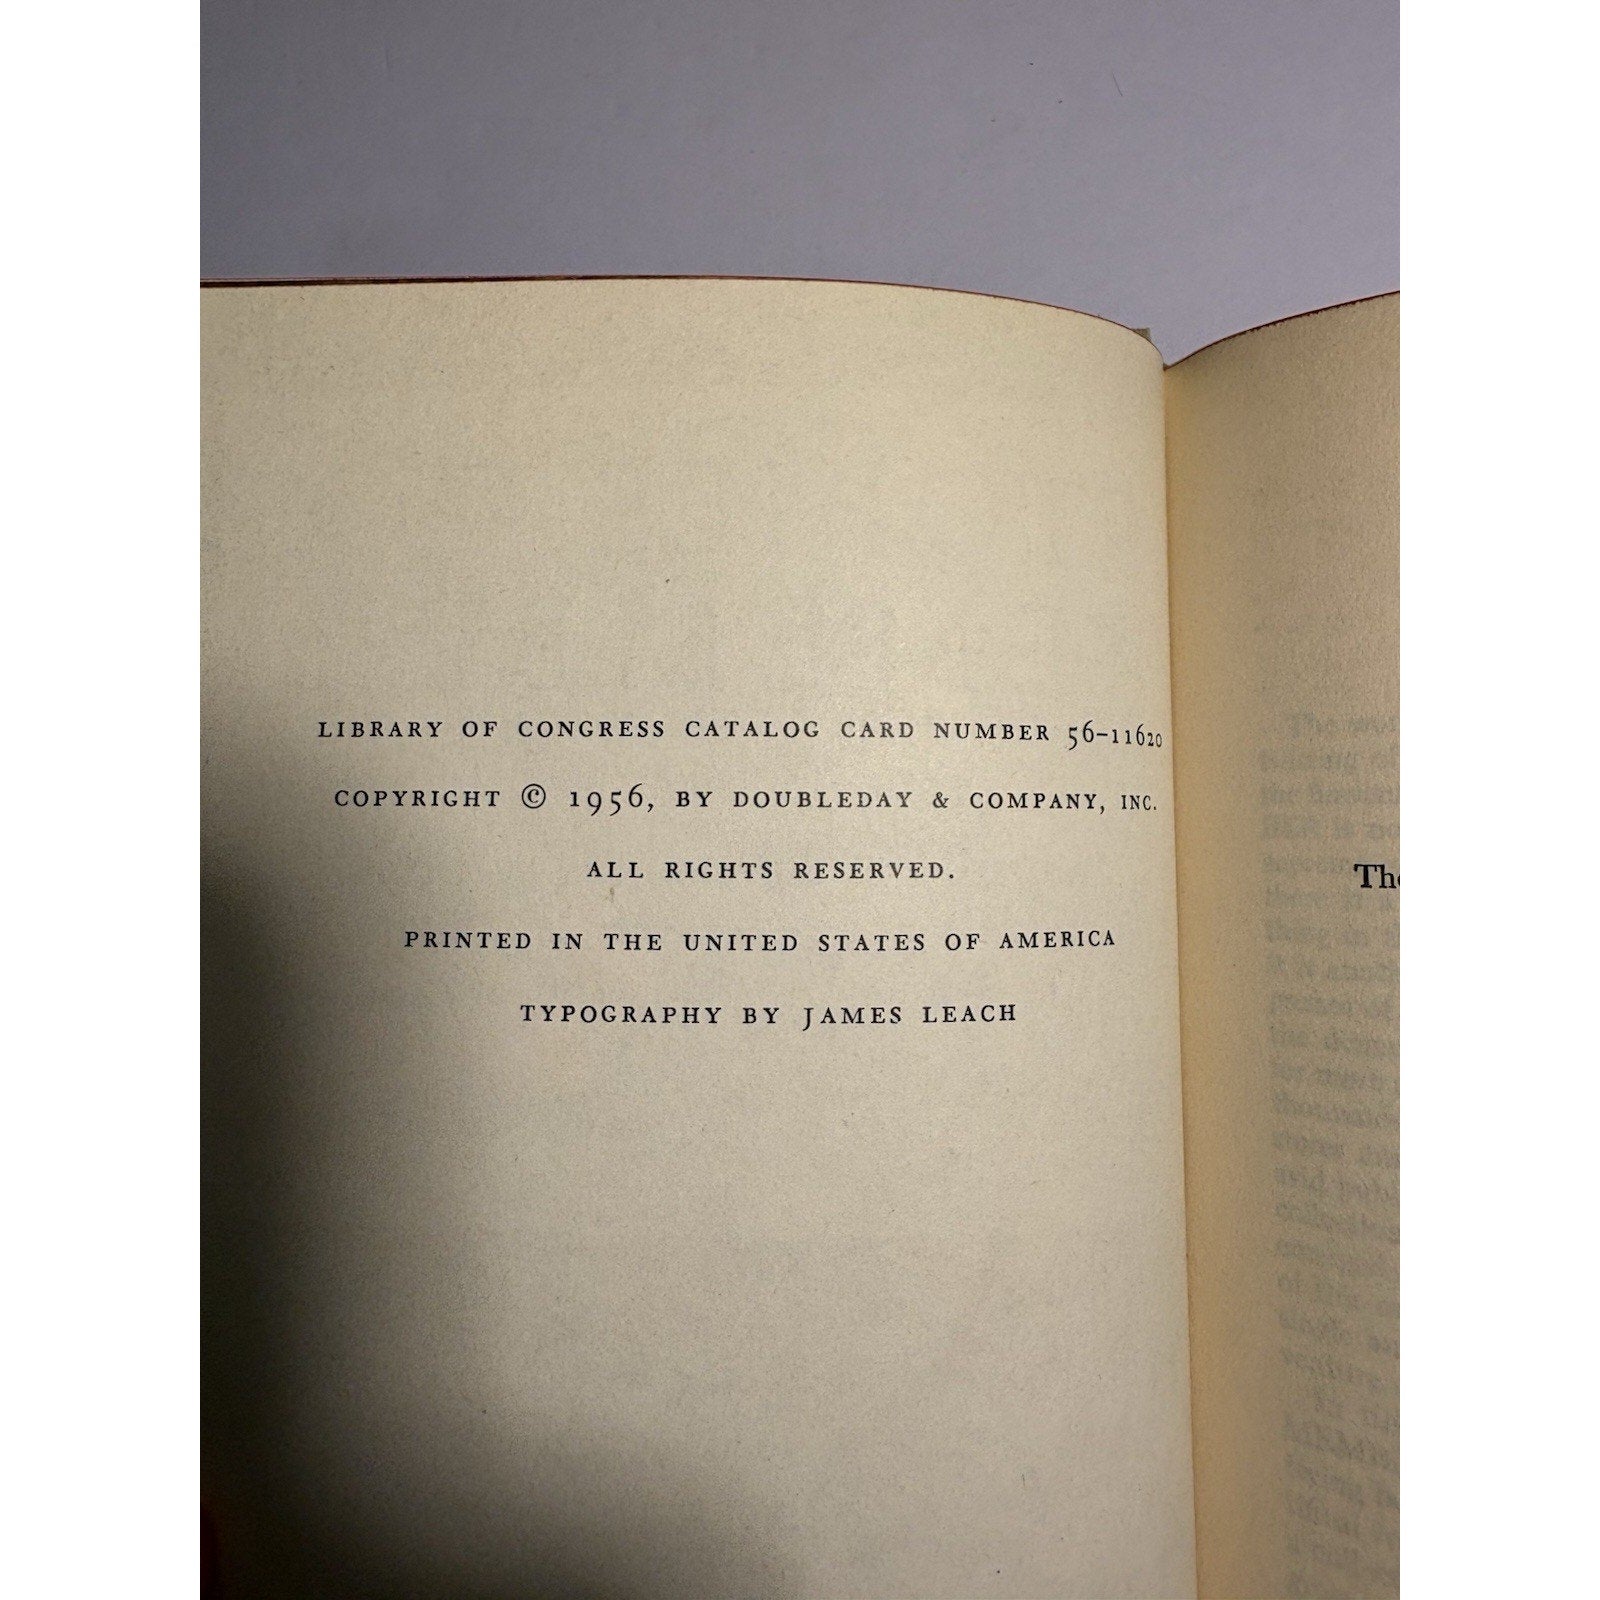 LIBRARY OF CONGRESS CATALOG CARD NUMBER 56–11620
COPYRIGHT © 1956, BY DOUBLEDAY & COMPANY, INC.
ALL RIGHTS RESERVED.
PRINTED IN THE UNITED STATES OF AMERICA
TYPOGRAPHY BY JAMES LEACH